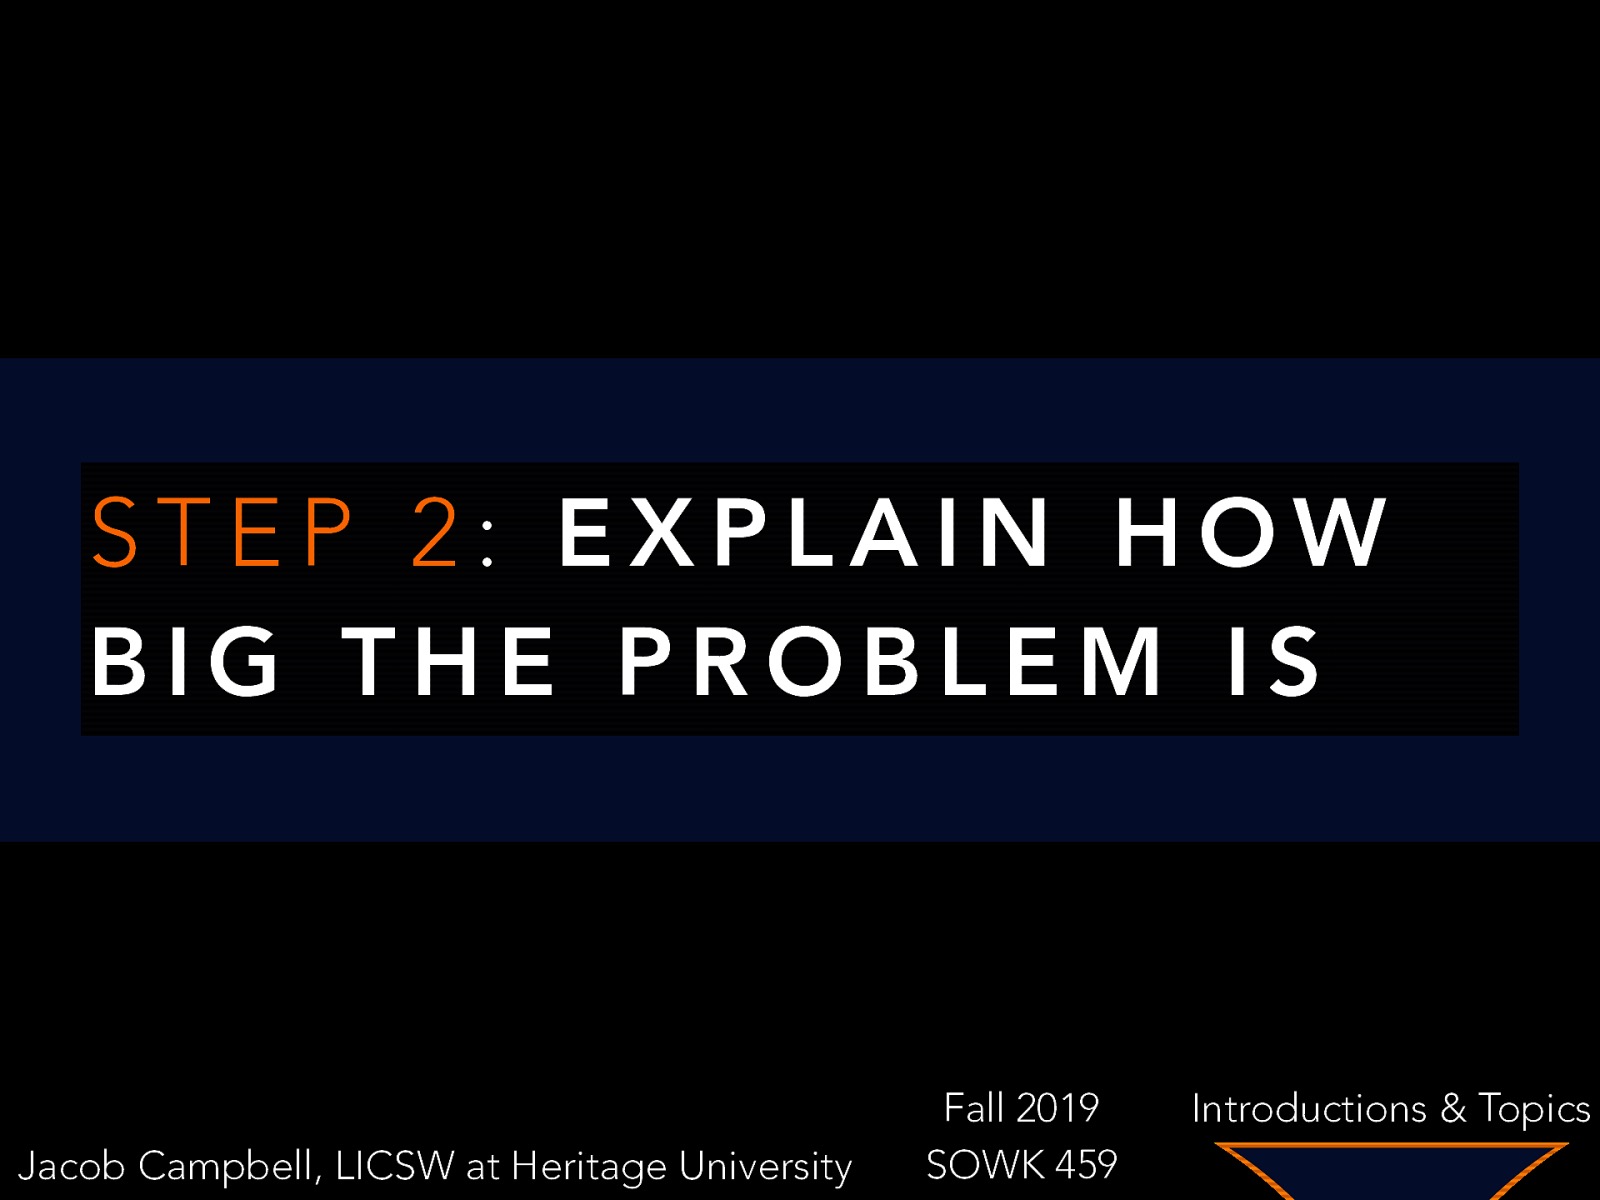 STEP 2: EXPLAIN HOW
BIG THE PROBLEM IS
Fall 2019
Introductions & Topics
Jacob Campbell, LICSW at Heritage University
SOWK 459